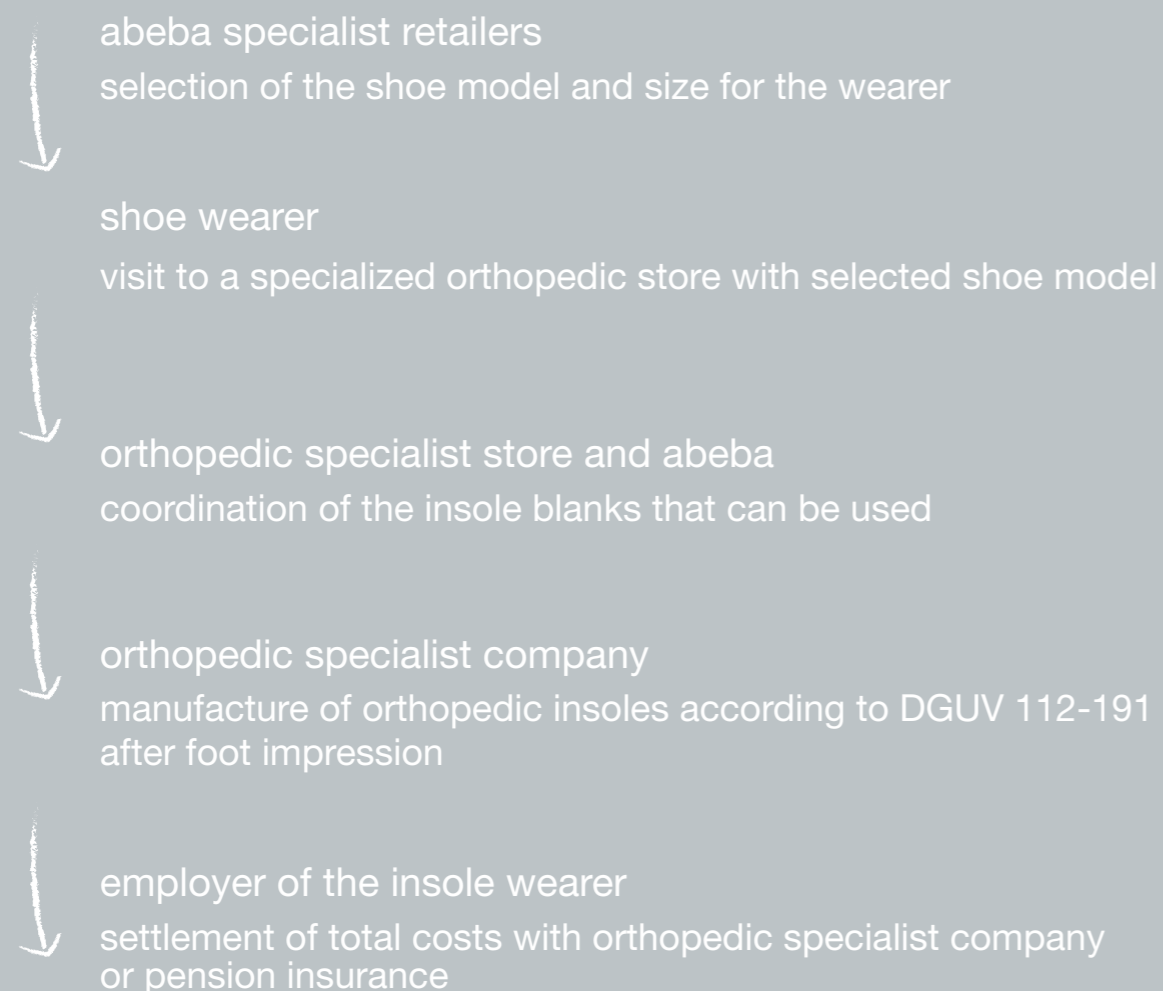 abeba specialist retailers
selection of the shoe model and size for the wearer
shoe wearer
visit to a specialized orthopedic store with selected shoe model
orthopedic specialist store and abeba
coordination of the insole blanks that can be used
orthopedic specialist company
manufacture of orthopedic insoles according to DGUV 112-191
after foot impression
employer of the insole wearer
settlement of total costs with orthopedic specialist company
or pension insurance